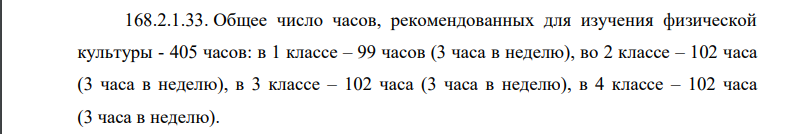 168.2.1.33. Общее число часов, рекомендованных для изучения физической
культуры - 405 часов: в 1 классе – 99 часов (3 часа в неделю), во 2 классе – 102 часа
(3 часа в неделю), в 3 классе – 102 часа (3 часа в неделю), в 4 классе – 102 часа
(3 часа в неделю).